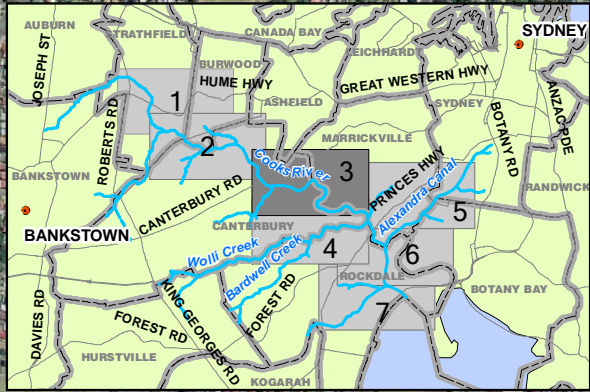 AUBURN
STRATHFIELD
CANADA BAY
SYDNEY
JOSEPH ST
BURWOOD
LEICHHARDT
HUME HWY
GREAT WESTERN HWY
1
ASHFIELD
SYDNEY
ANZAC PDE
ROBERTS RD
2
MARRICKVILLE
BOTANY RD
Cooks River
3
PRINCES HWY
BANKSTOWN
CANTERBURY RD
Alexandra Canal
RANDWICK
BANKSTOWN
CANTERBURY
5
Wolli Creek
4
6
Bardwell Creek
ROCKDALE
BOTANY BAY
DAVIES RD
KING GEORGES RD
FOREST RD
FOREST RD
7
HURSTVILLE
KOGARAH